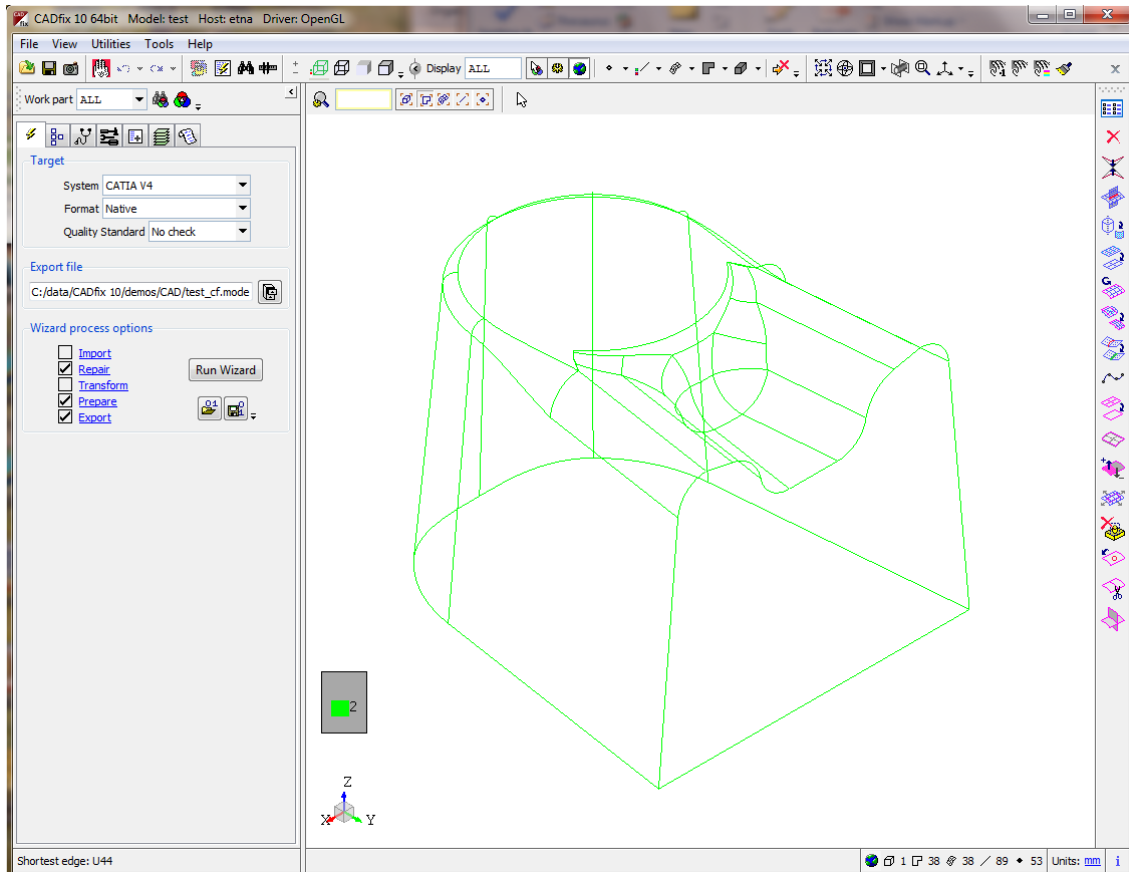 CADfix 10 64bit Model: test Host: etna Driver: OpenGL
File View Utilities Tools Help
Display ALL
Work part ALL
Target
System CATIA V4
Format Native
Quality Standard No check
Export file
C:/data/CADfix 10/demos/CAD/test_cf.mode
Wizard process options
Import
Repair
Run Wizard
Transform
Prepare
Export
2
Z
X
Y
Shortest edge: U44
1 38 38 89 53 Units: mm i